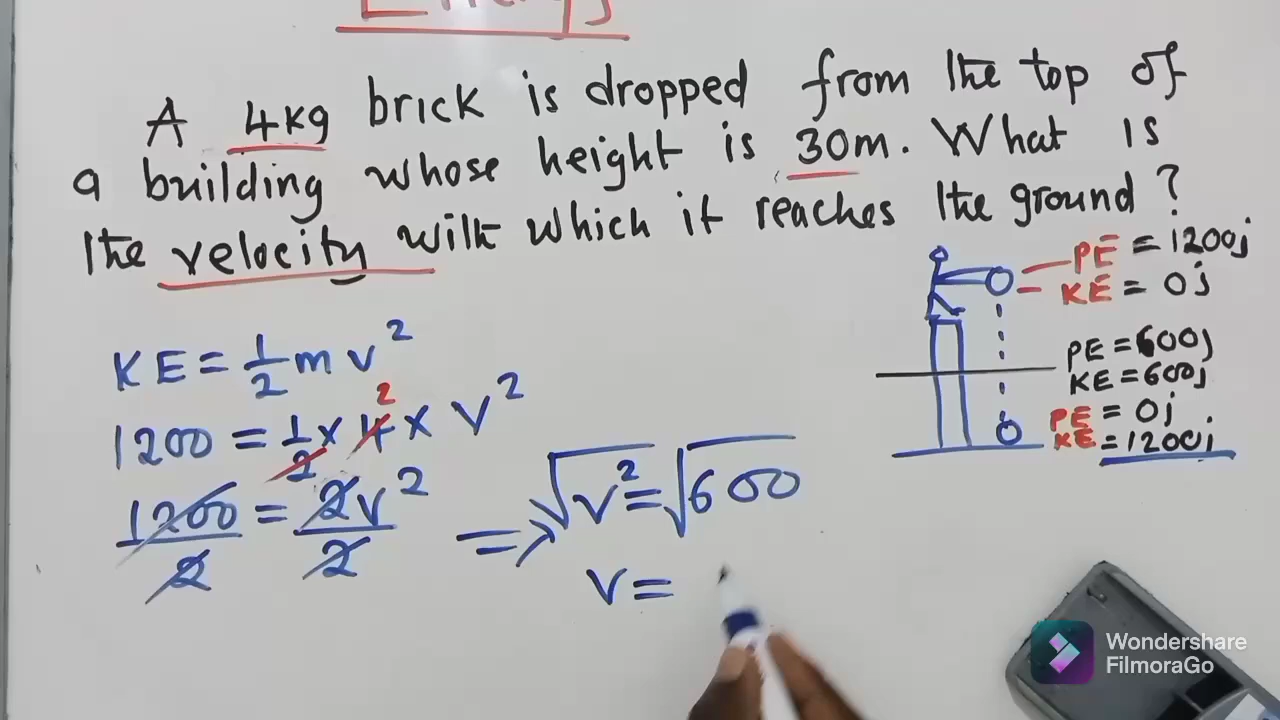 Energy
A 4kg brick is dropped from the top of
a building whose height is 30m. What is
the velocity with which it reaches the ground?
PE = 1200j
KE = 0j
PE = 600j
KE = 600j
PE = 0j
KE = 1200j
KE = 1/2 m v²
1200 = 1/2 x 4 x v²
2
1200/2 = 2v²/2
=> √v² = √600
v =
Wondershare
FilmoraGo